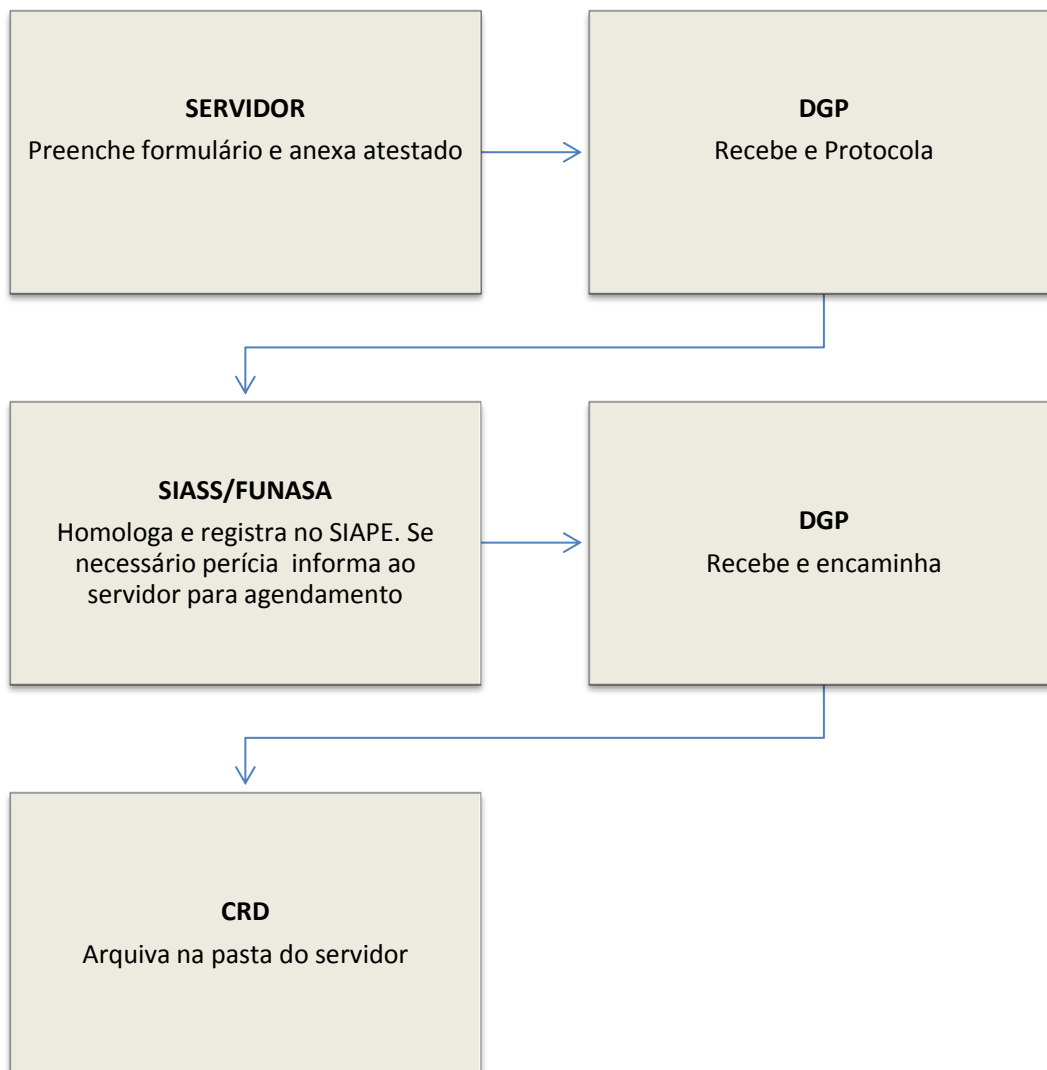 SERVIDOR
Preenche formulário e anexa atestado
DGP
Recebe e Protocola
SIASS/FUNASA
Homologa e registra no SIAPE. Se
necessário perícia  informa ao
servidor para agendamento
DGP
Recebe e encaminha
CRD
Arquiva na pasta do servidor